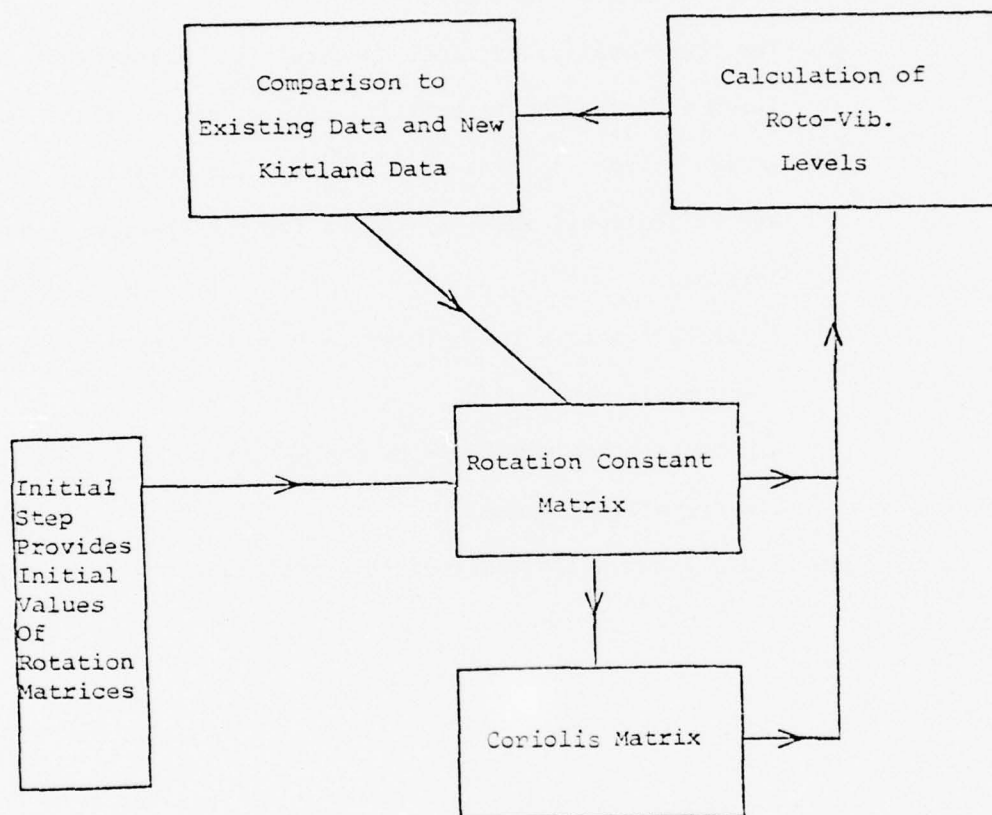 Comparison to
Existing Data and New
Kirtland Data
Calculation of
Roto-Vib.
Levels
Rotation Constant
Matrix
Initial
Step
Provides
Initial
Values
Of
Rotation
Matrices
Coriolis Matrix